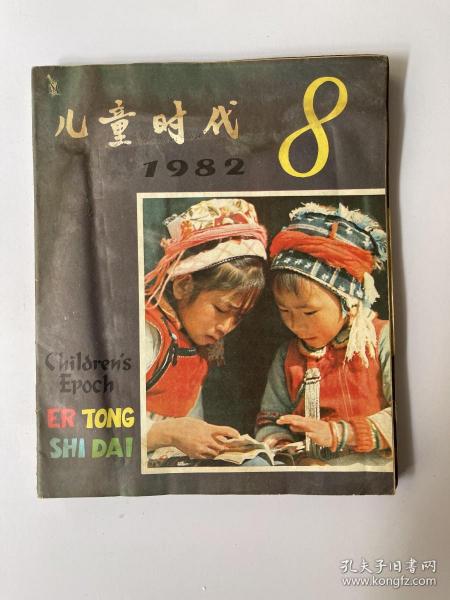 儿童时代
8
1982
Children's
Epoch
ER TONG
SHI DAI
孔夫子旧书网
www.kongfz.com